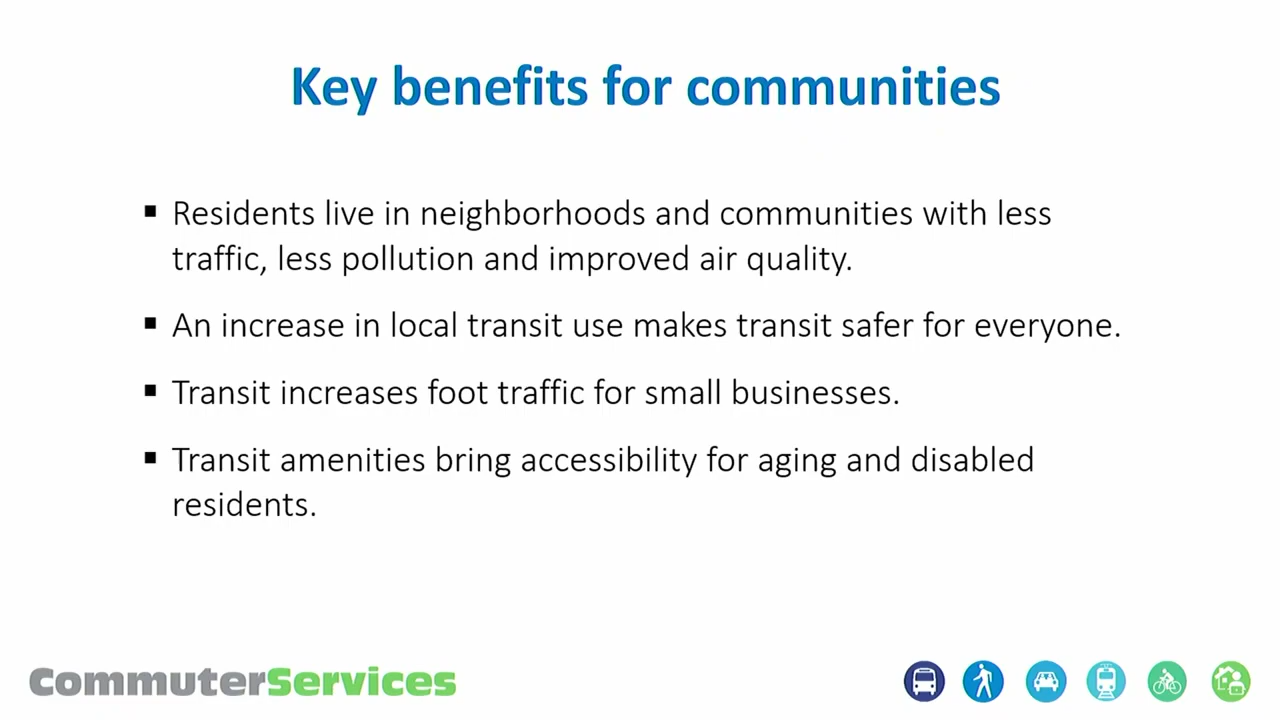 Key benefits for communities
▪ Residents live in neighborhoods and communities with less
traffic, less pollution and improved air quality.
▪ An increase in local transit use makes transit safer for everyone.
▪ Transit increases foot traffic for small businesses.
▪ Transit amenities bring accessibility for aging and disabled
residents.
CommuterServices